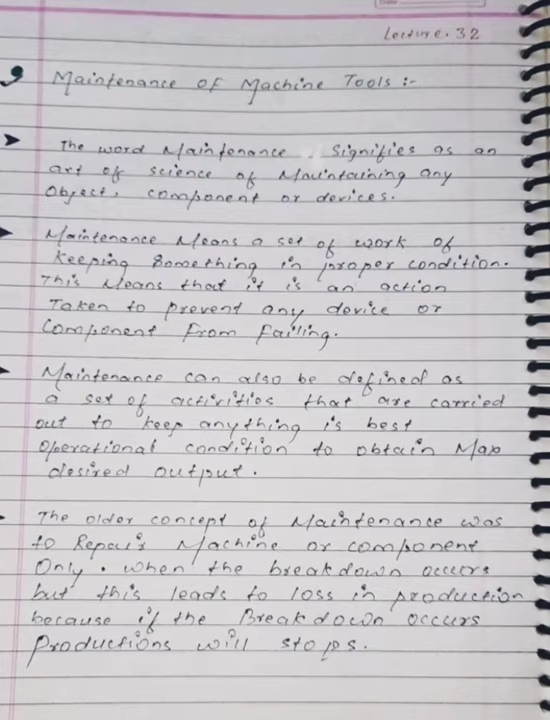 Lecture. 32
Maintenance of Machine Tools :-
The word Maintenance Signifies as an
art of science of Maintaining any
Object, component or devices.
Maintenance Means a set of work of
keeping Something in proper condition.
This Means that it is an action
Taken to prevent any device or
Component from failing.
Maintenance can also be defined as
a set of activities that are carried
out to keep anything is best
Operational condition to obtain Max
desired output.
The older concept of Maintenance was
to Repair Machine or component
Only. when the breakdown occurs
but this leads to loss in production
because if the Breakdown occurs
Productions will stops.